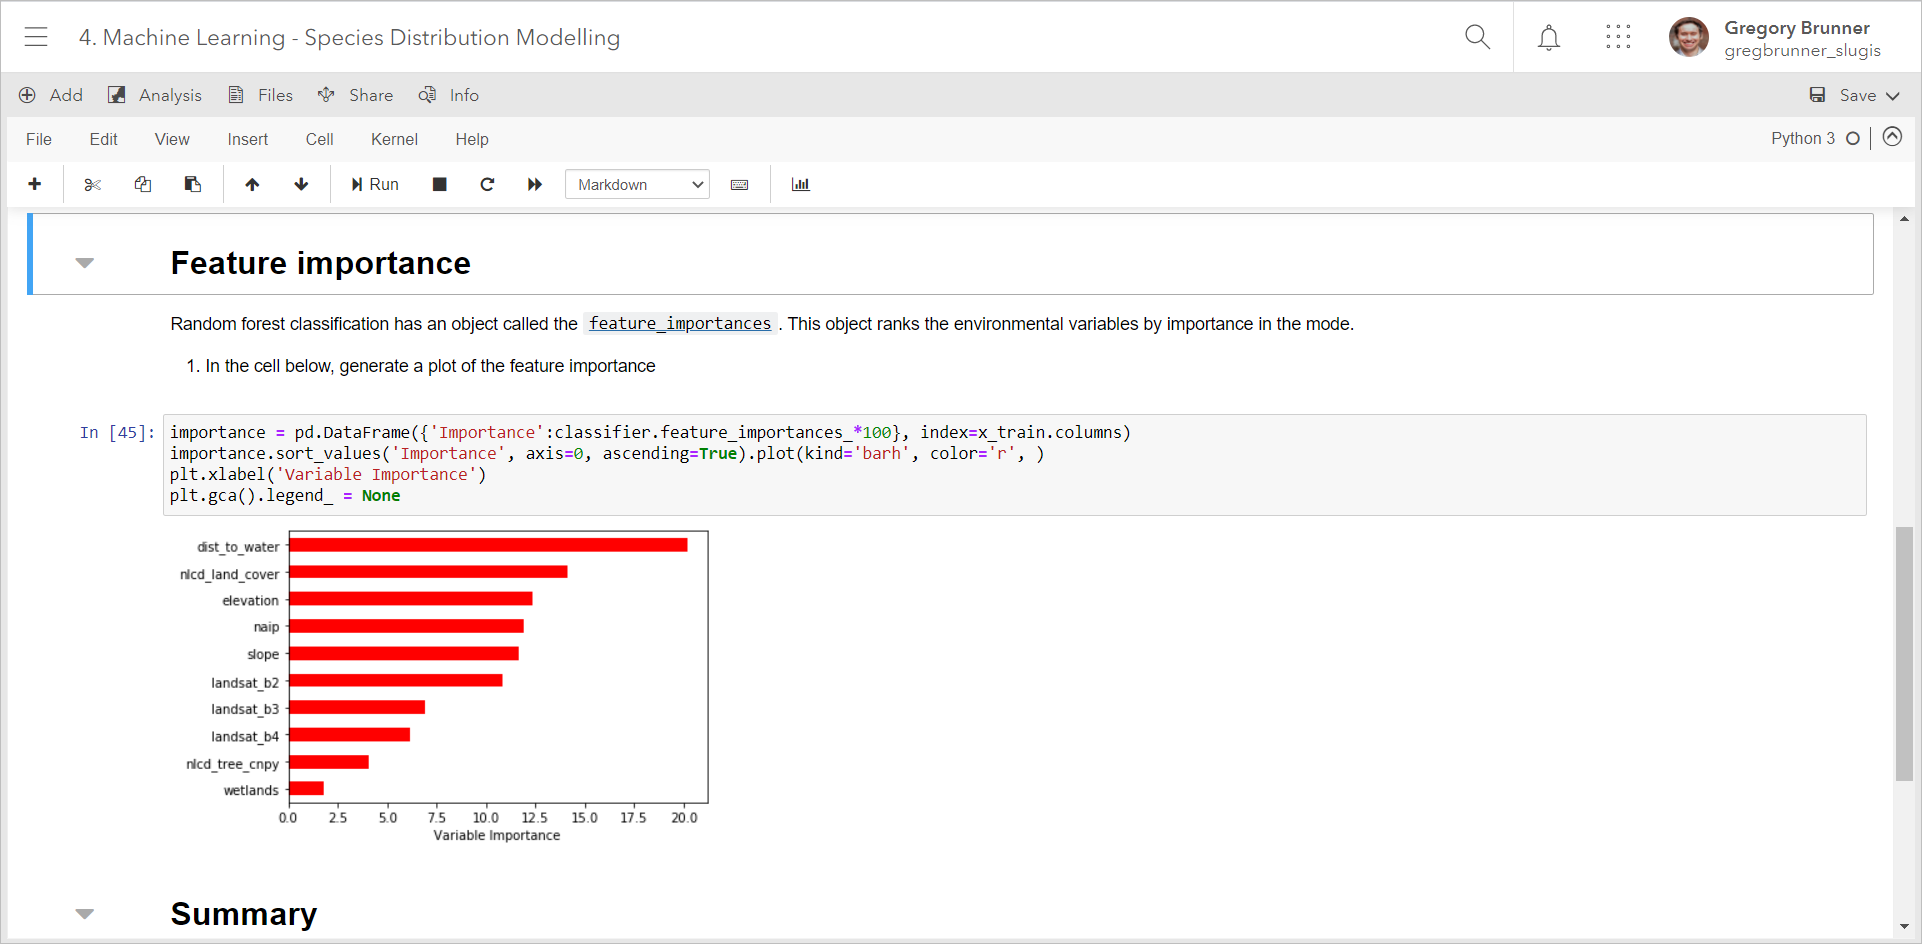 4. Machine Learning - Species Distribution Modelling
Gregory Brunner
gregbrunner_slugis
Add Analysis Files Share Info Save
File Edit View Insert Cell Kernel Help Python 3
Run Markdown
Feature importance
Random forest classification has an object called the feature_importances . This object ranks the environmental variables by importance in the mode.
1. In the cell below, generate a plot of the feature importance
In [45]: importance = pd.DataFrame({'Importance':classifier.feature_importances_*100}, index=x_train.columns)
importance.sort_values('Importance', axis=0, ascending=True).plot(kind='barh', color='r', )
plt.xlabel('Variable Importance')
plt.gca().legend_ = None
dist_to_water
nlcd_land_cover
elevation
naip
slope
landsat_b2
landsat_b3
landsat_b4
nlcd_tree_cnpy
wetlands
0.0 2.5 5.0 7.5 10.0 12.5 15.0 17.5 20.0
Variable Importance
Summary